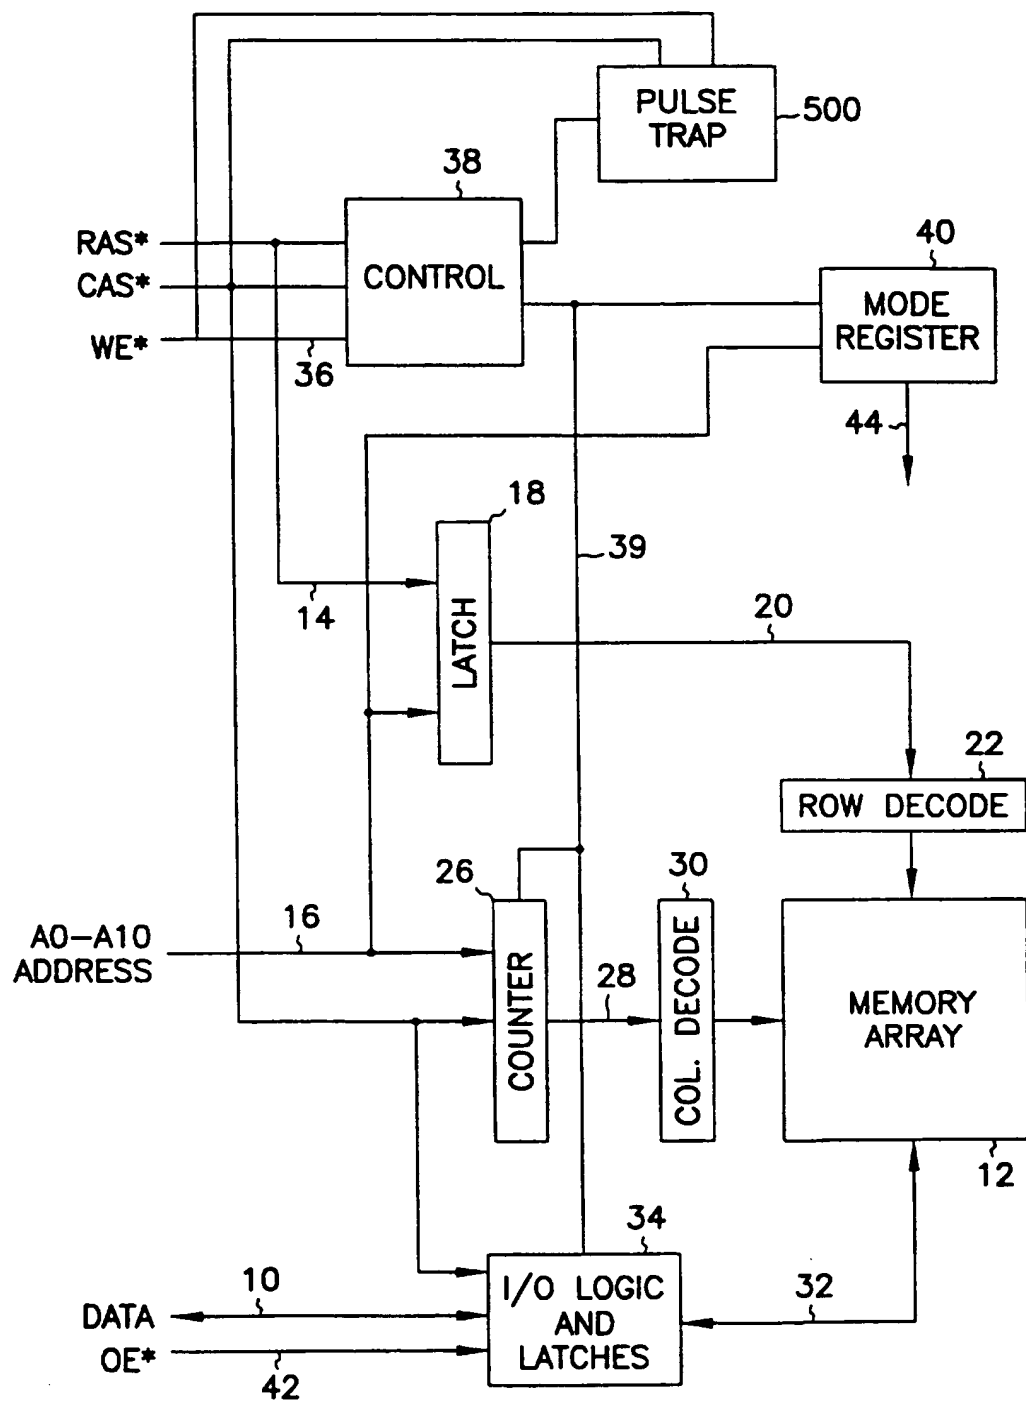 PULSE
TRAP
500
38
RAS*
CAS*
WE*
CONTROL
36
40
MODE
REGISTER
44
18
39
14
LATCH
20
22
ROW DECODE
26
30
A0-A10
ADDRESS
16
COUNTER
28
COL. DECODE
MEMORY
ARRAY
12
34
I/O LOGIC
AND
LATCHES
10
DATA
32
OE*
42